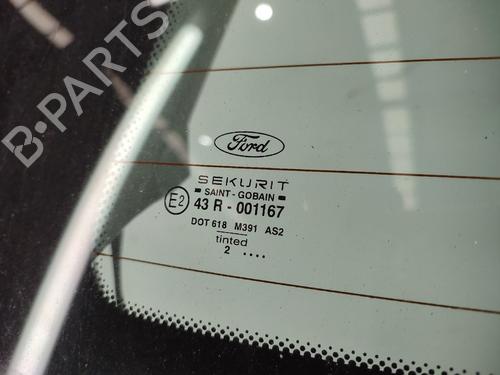 B-PARTS
Ford
SEKURIT
SAINT-GOBAIN
E2 43 R - 001167
DOT 618 M391 AS2
tinted
2 ....